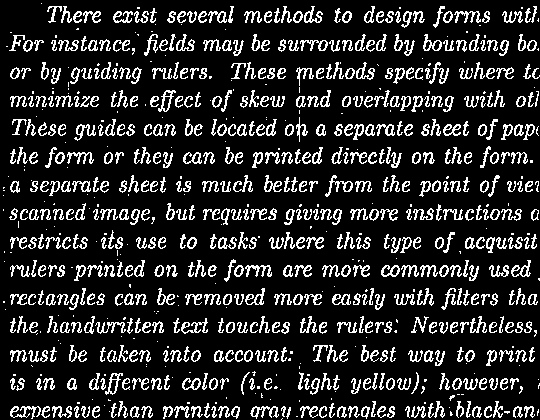 There exist several methods to design forms with
For instance, fields may be surrounded by bounding bo
or by guiding rulers. These methods specify where to
minimize the effect of skew and overlapping with oth
These guides can be located on a separate sheet of pape
the form or they can be printed directly on the form.
a separate sheet is much better from the point of view
scanned image, but requires giving more instructions a
restricts its use to tasks where this type of acquisit
rulers printed on the form are more commonly used
rectangles can be removed more easily with filters tha
the handwritten text touches the rulers. Nevertheless,
must be taken into account: The best way to print
is in a different color (i.e. light yellow); however,
expensive than printing gray rectangles with black-an